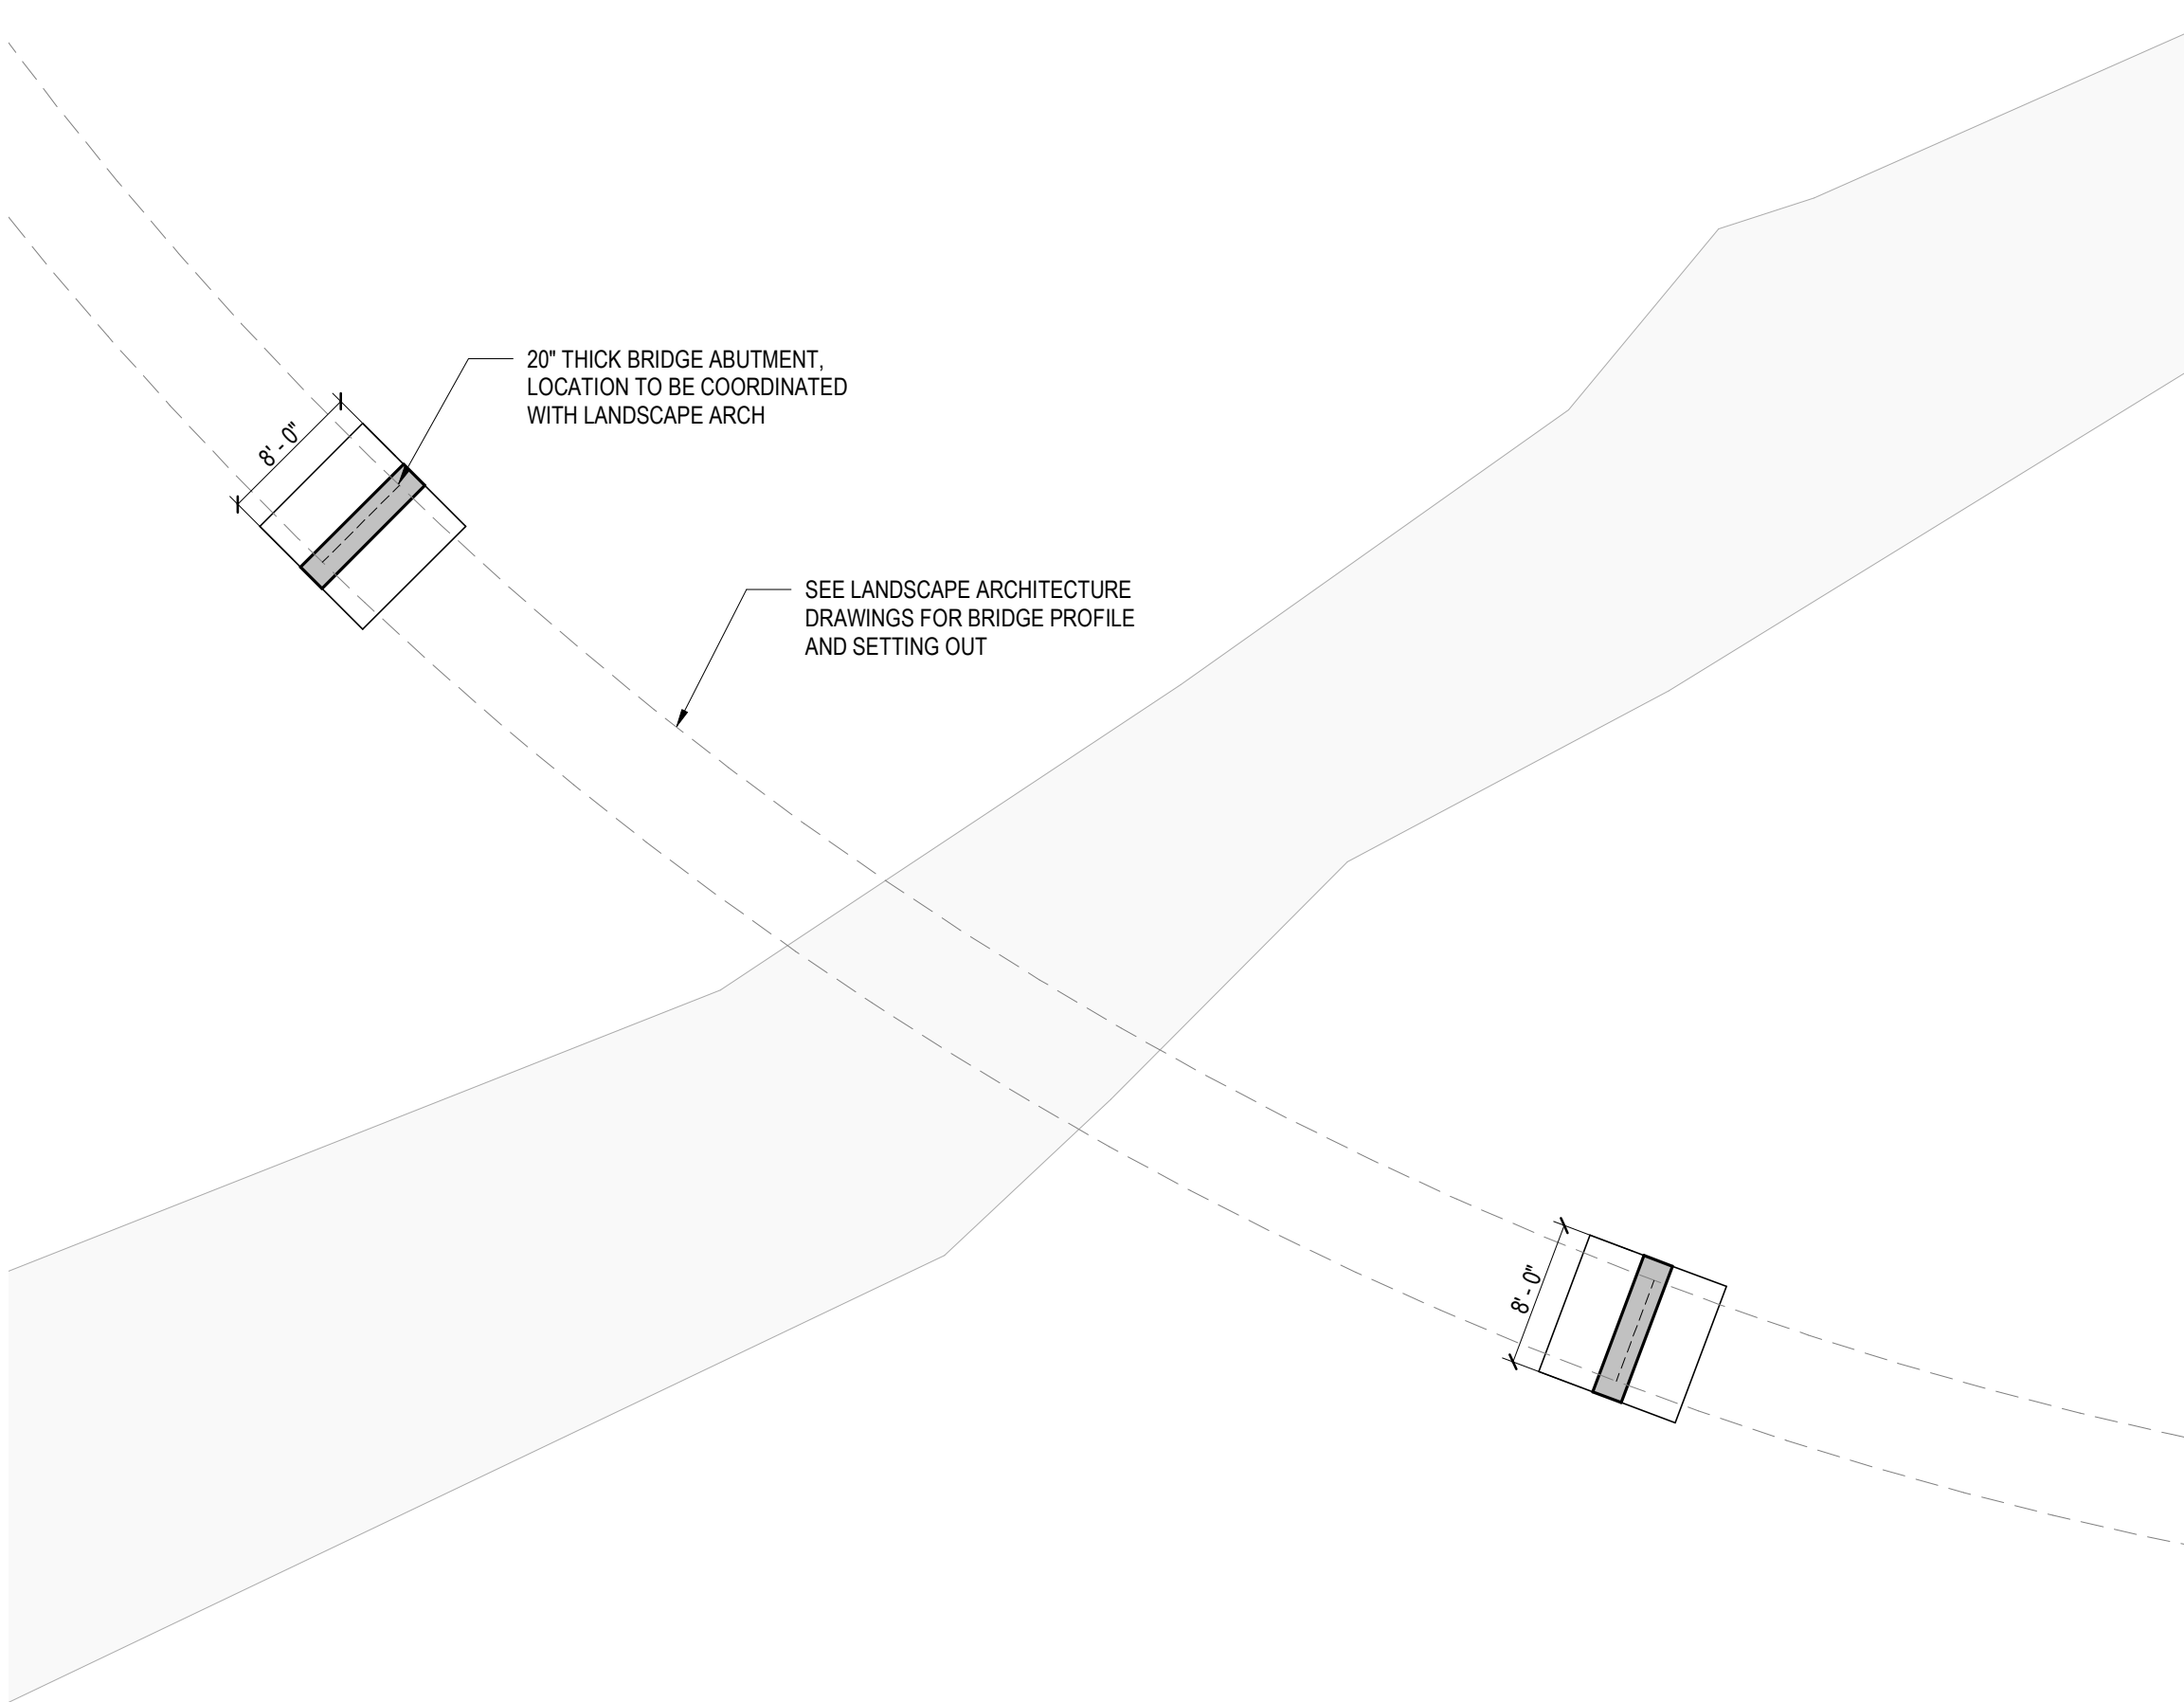 20" THICK BRIDGE ABUTMENT,
LOCATION TO BE COORDINATED
WITH LANDSCAPE ARCH
8' - 0"
SEE LANDSCAPE ARCHITECTURE
DRAWINGS FOR BRIDGE PROFILE
AND SETTING OUT
8' - 0"